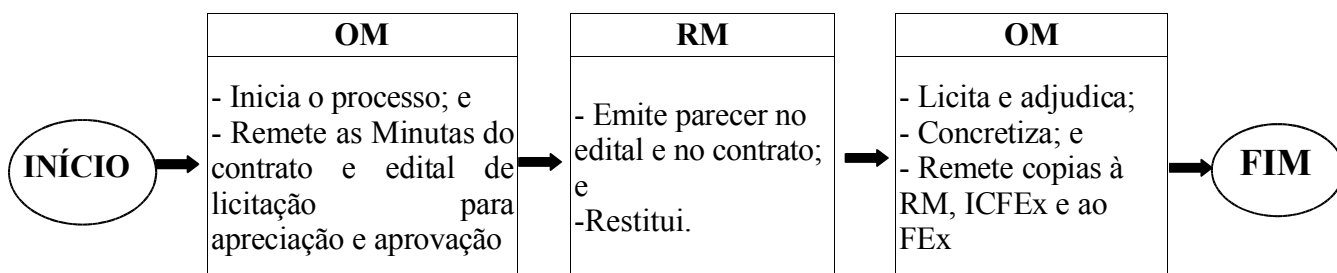 INÍCIO
OM
- Inicia o processo; e
- Remete as Minutas do
contrato e edital de
licitação para
apreciação e aprovação
RM
- Emite parecer no
edital e no contrato;
e
-Restitui.
OM
- Licita e adjudica;
- Concretiza; e
- Remete copias à
RM, ICFEx e ao
FEx
FIM